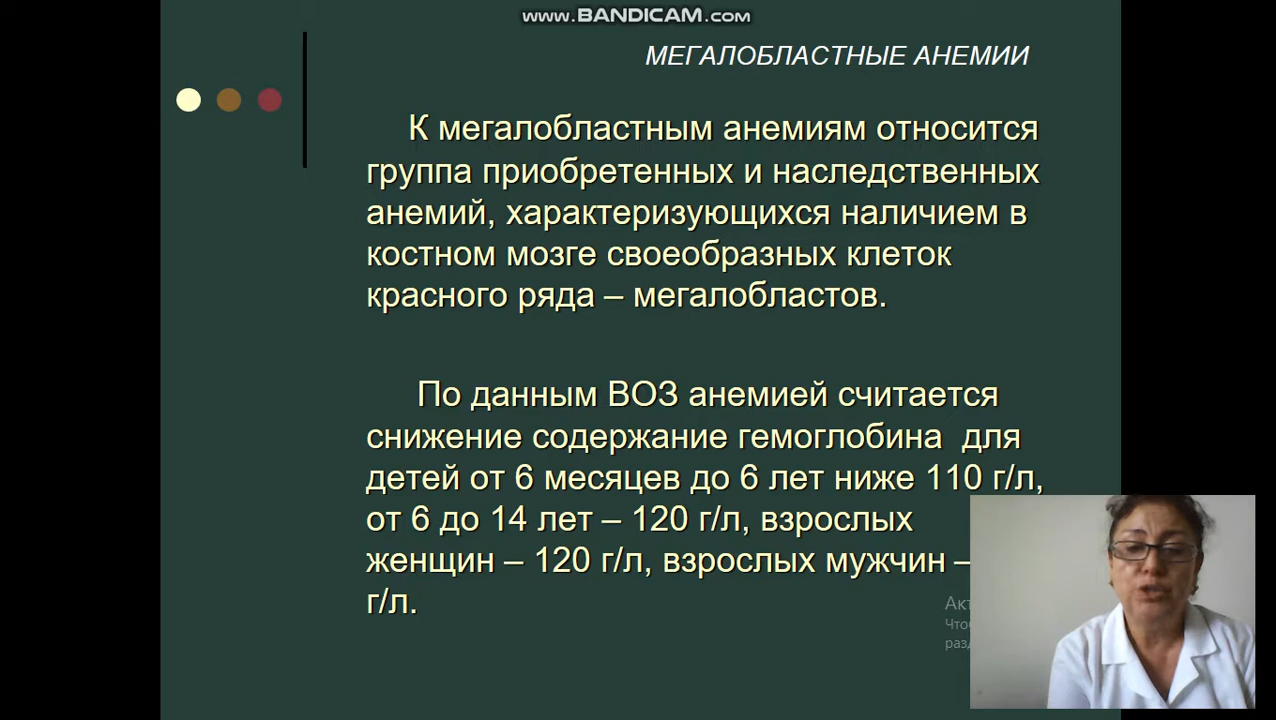 www.BANDICAM.com
МЕГАЛОБЛАСТНЫЕ АНЕМИИ
К мегалобластным анемиям относится
группа приобретенных и наследственных
анемий, характеризующихся наличием в
костном мозге своеобразных клеток
красного ряда – мегалобластов.
По данным ВОЗ анемией считается
снижение содержание гемоглобина для
детей от 6 месяцев до 6 лет ниже 110 г/л,
от 6 до 14 лет – 120 г/л, взрослых
женщин – 120 г/л, взрослых мужчин –
г/л.